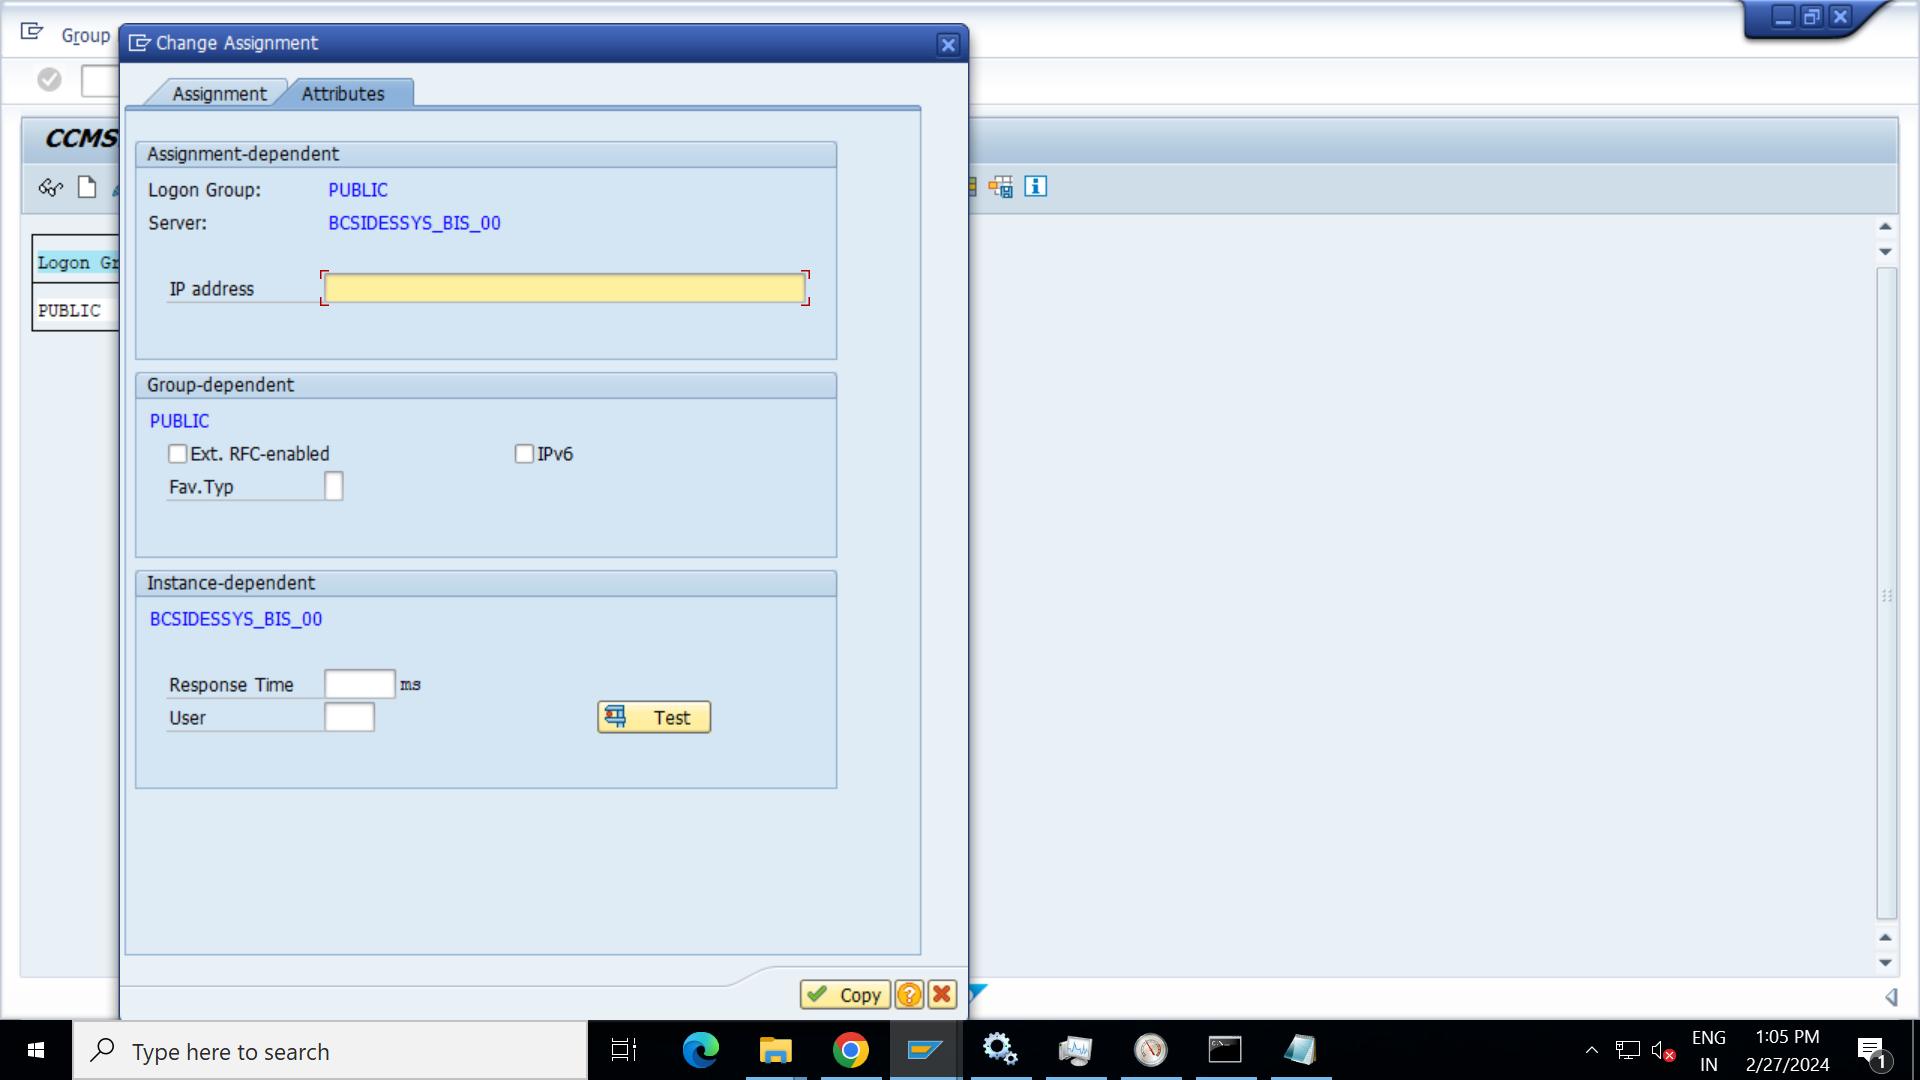 Group
Change Assignment
Assignment
Attributes
CCMS
Assignment-dependent
Logon Group: PUBLIC
Server: BCSIDESSYS_BIS_00
Logon Gr
IP address
PUBLIC
Group-dependent
PUBLIC
Ext. RFC-enabled
IPv6
Fav.Typ
Instance-dependent
BCSIDESSYS_BIS_00
Response Time
ms
User
Test
Copy
Type here to search
ENG
IN
1:05 PM
2/27/2024
1